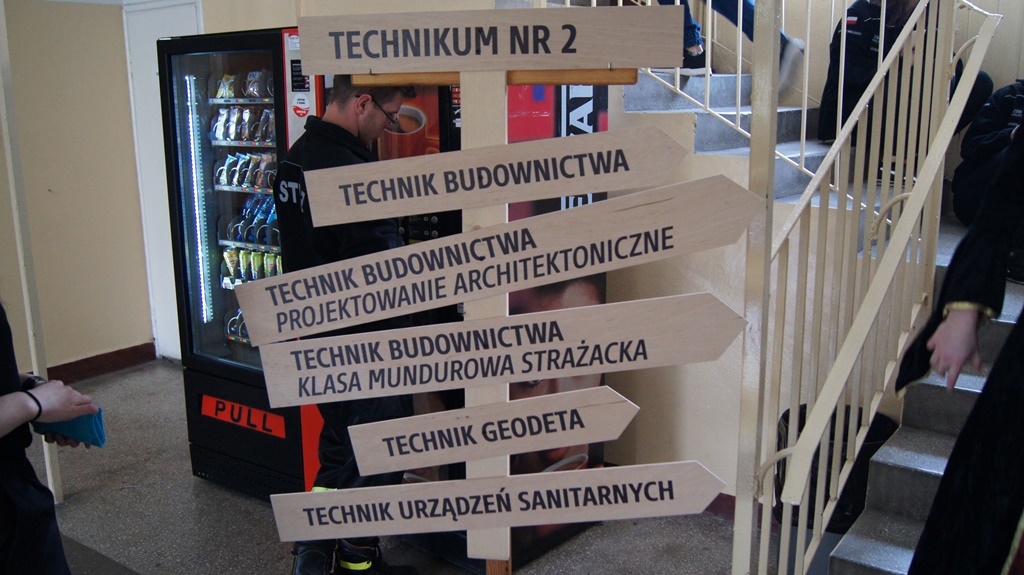 TECHNIKUM NR 2
TECHNIK BUDOWNICTWA
ST
TECHNIK BUDOWNICTWA
PROJEKTOWANIE ARCHITEKTONICZNE
TECHNIK BUDOWNICTWA
KLASA MUNDUROWA STRAŻACKA
PULL
TECHNIK GEODETA
TECHNIK URZĄDZEŃ SANITARNYCH